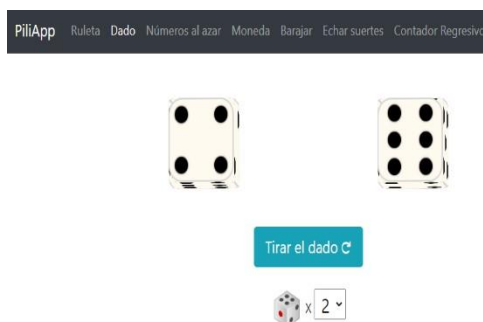 PiliApp Ruleta Dado Números al azar Moneda Barajar Echar suertes Contador Regresivo
Tirar el dado
x 2